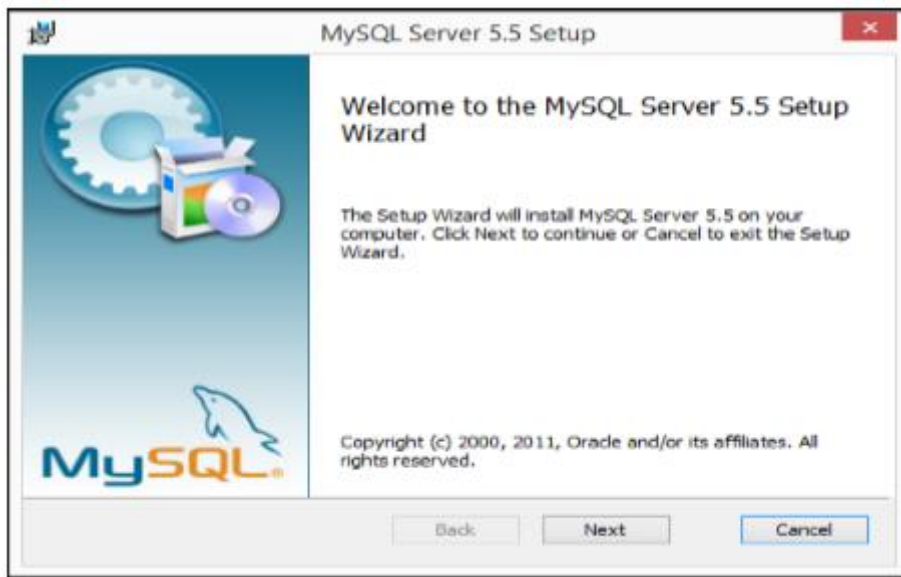 MySQL Server 5.5 Setup
Welcome to the MySQL Server 5.5 Setup
Wizard
The Setup Wizard will install MySQL Server 5.5 on your
computer. Click Next to continue or Cancel to exit the Setup
Wizard.
Copyright (c) 2000, 2011, Oracle and/or its affiliates. All
rights reserved.
MySQL®
Back Next Cancel